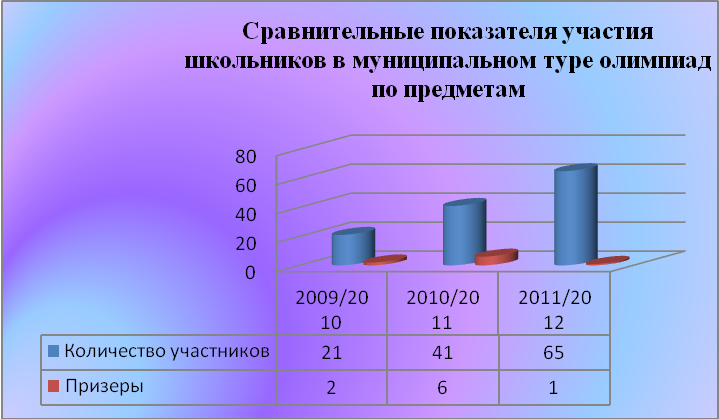 Сравнительные показателя участия
школьников в муниципальном туре олимпиад
по предметам
80
60
40
20
0
2009/20 2010/20 2011/20
10 11 12
Количество участников 21 41 65
Призеры 2 6 1